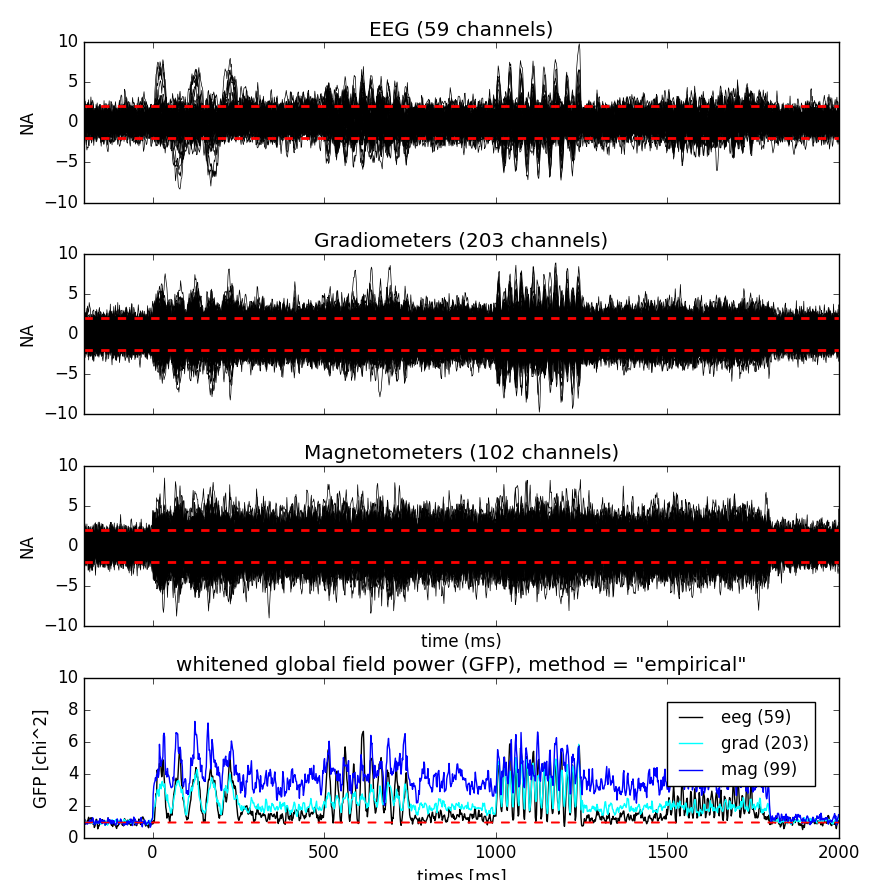 EEG (59 channels)
10
5
0
−5
−10
NA
Gradiometers (203 channels)
10
5
0
−5
−10
NA
Magnetometers (102 channels)
10
5
0
−5
−10
NA
time (ms)
whitened global field power (GFP), method = "empirical"
10
8
6
4
2
0
GFP [chi^2]
eeg (59)
grad (203)
mag (99)
0 500 1000 1500 2000
times [ms]